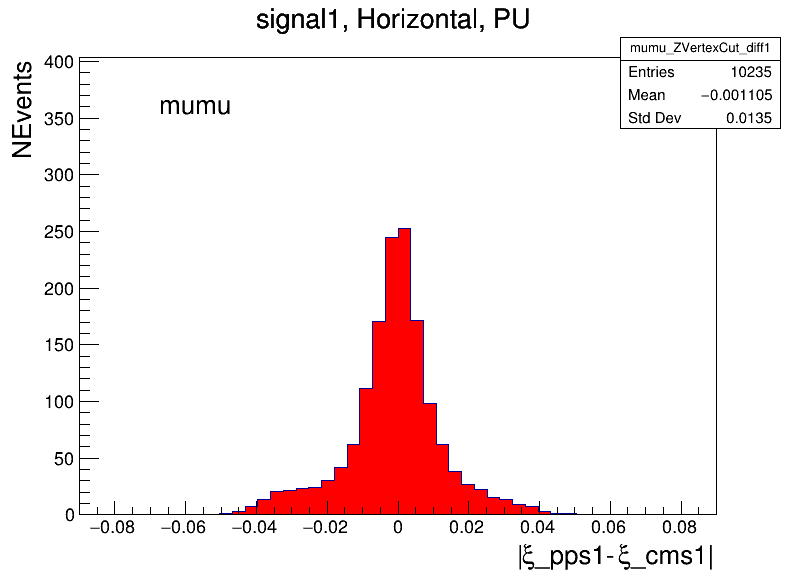 signal1, Horizontal, PU
mumu_ZVertexCut_diff1
Entries 10235
Mean −0.001105
Std Dev 0.0135
NEvents
mumu
400
350
300
250
200
150
100
50
0
−0.08 −0.06 −0.04 −0.02 0 0.02 0.04 0.06 0.08
|ξ_pps1-ξ_cms1|